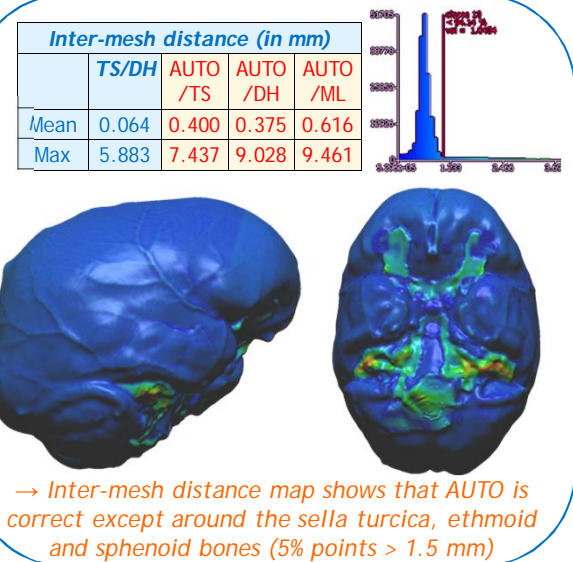 Inter-mesh distance (in mm)
TS/DH AUTO /TS AUTO /DH AUTO /ML
Mean 0.064 0.400 0.375 0.616
Max 5.883 7.437 9.028 9.461
→ Inter-mesh distance map shows that AUTO is
correct except around the sella turcica, ethmoid
and sphenoid bones (5% points > 1.5 mm)